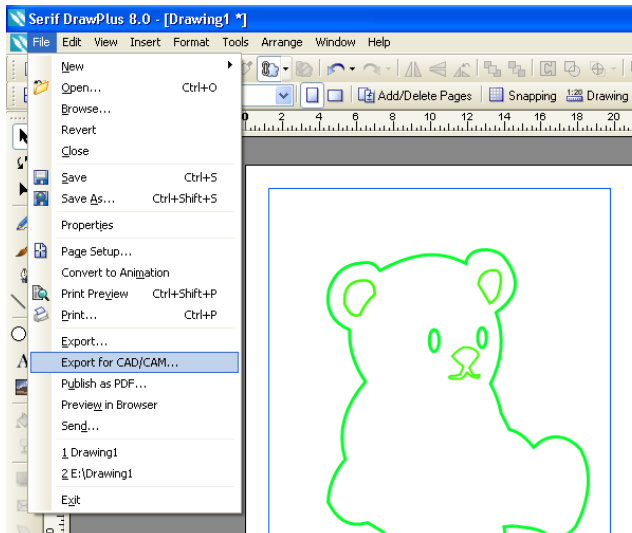 Serif DrawPlus 8.0 - [Drawing1 *]
File Edit View Insert Format Tools Arrange Window Help
New
Open... Ctrl+O
Browse...
Revert
Close
Save Ctrl+S
Save As... Ctrl+Shift+S
Properties
Page Setup...
Convert to Animation
Print Preview Ctrl+Shift+P
Print... Ctrl+P
Export...
Export for CAD/CAM...
Publish as PDF...
Preview in Browser
Send...
1 Drawing1
2 E:\Drawing1
Exit
Add/Delete Pages Snapping 1:20 Drawing
0 2 4 6 8 10 12 14 16 18 20
A